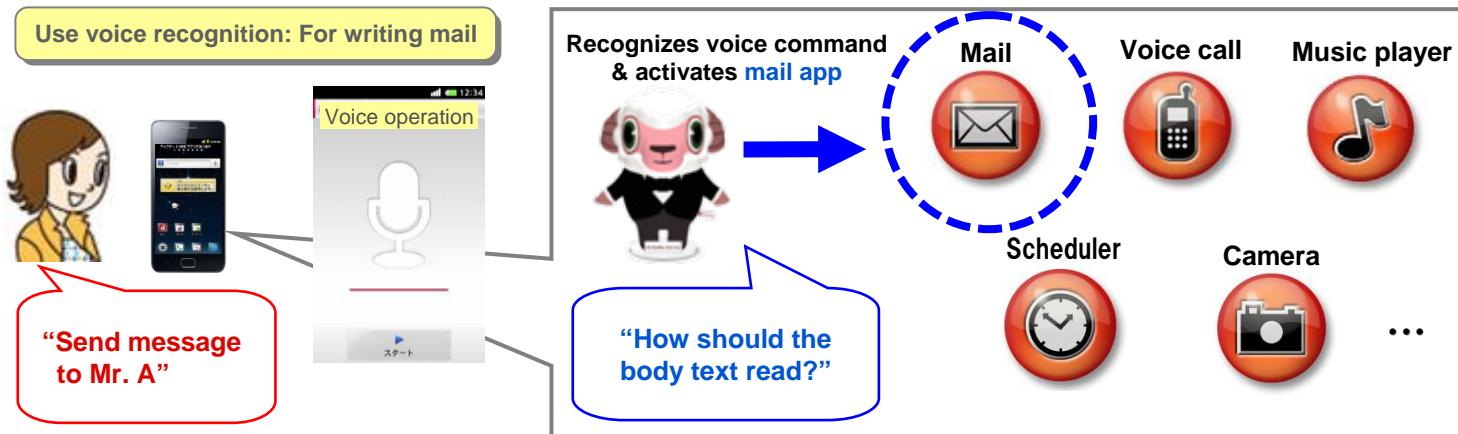 Use voice recognition: For writing mail
12:34
Voice operation
スタート
“Send message
to Mr. A”
Recognizes voice command
& activates mail app
“How should the
body text read?”
Mail
Voice call
Music player
Scheduler
Camera
...